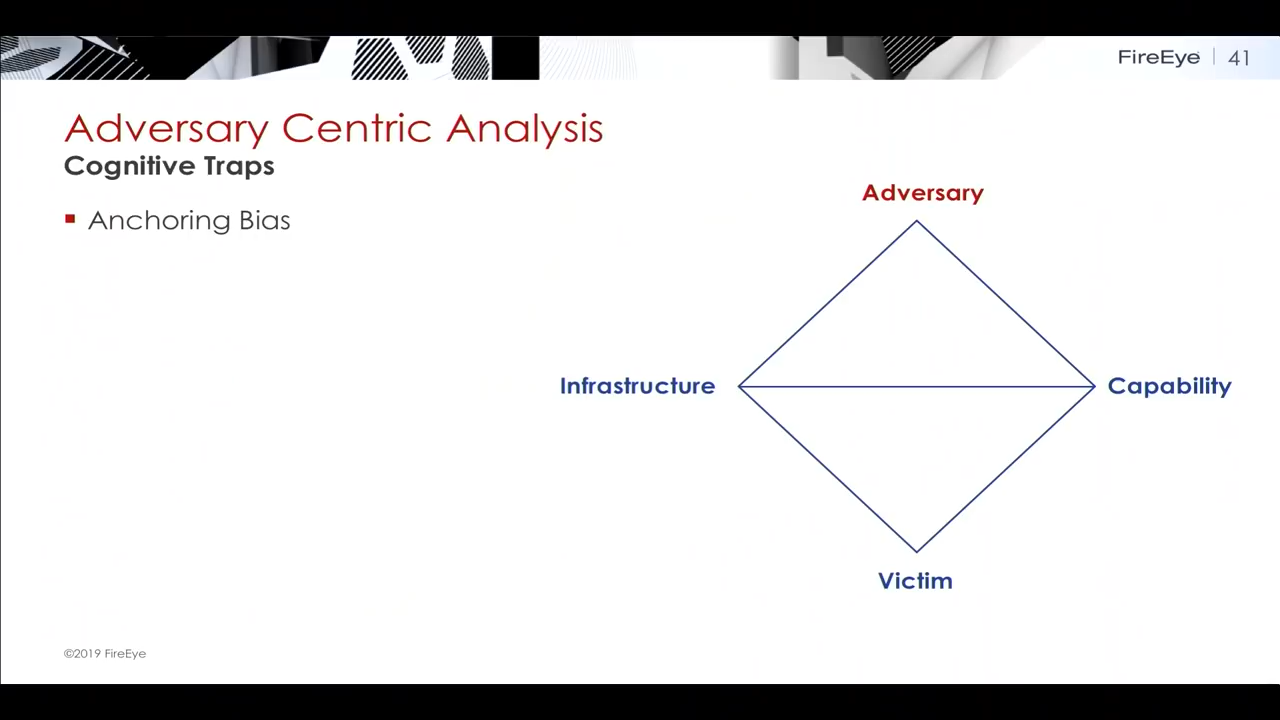 FireEye | 41
Adversary Centric Analysis
Cognitive Traps
Anchoring Bias
Adversary
Infrastructure
Capability
Victim
©2019 FireEye